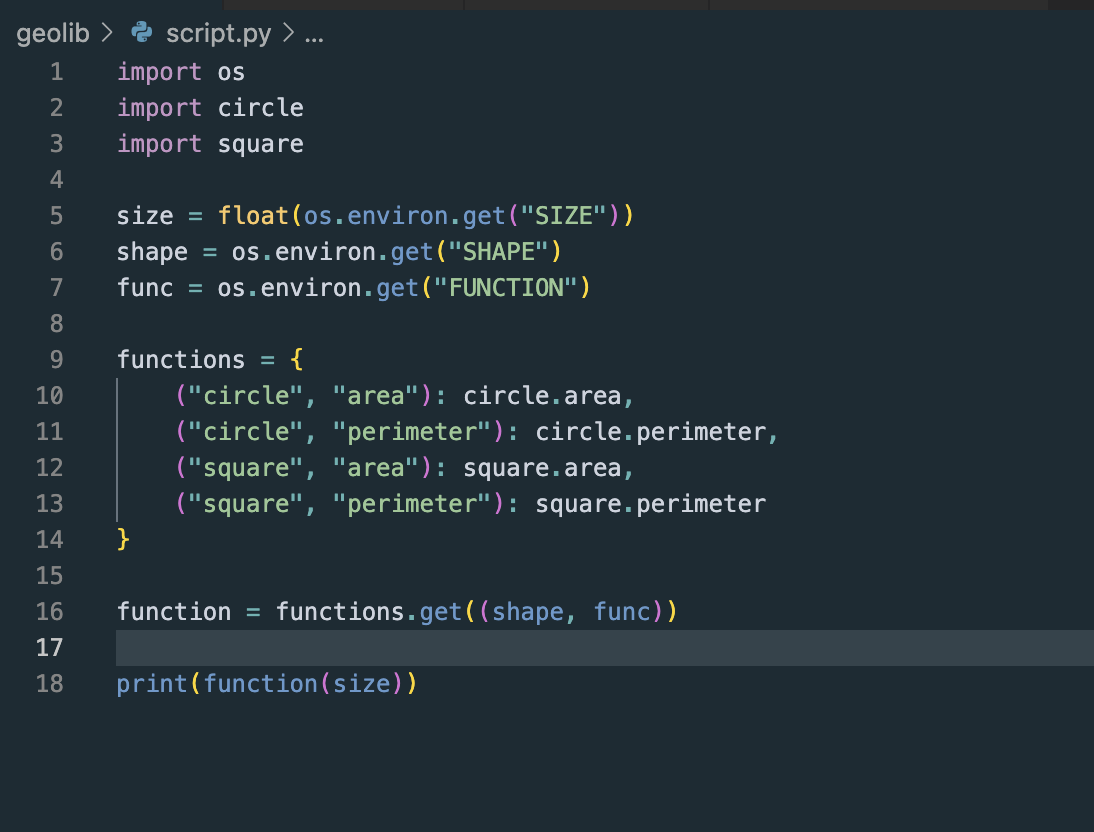 geolib > script.py > ...
1 import os
2 import circle
3 import square
4
5 size = float(os.environ.get("SIZE"))
6 shape = os.environ.get("SHAPE")
7 func = os.environ.get("FUNCTION")
8
9 functions = {
10     ("circle", "area"): circle.area,
11     ("circle", "perimeter"): circle.perimeter,
12     ("square", "area"): square.area,
13     ("square", "perimeter"): square.perimeter
14 }
15
16 function = functions.get((shape, func))
17
18 print(function(size))